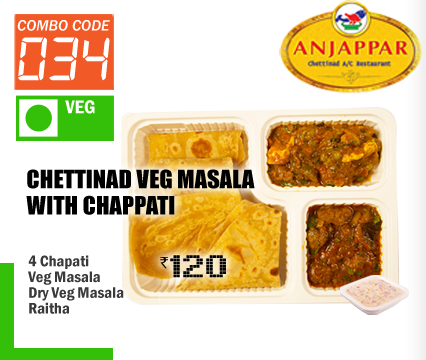 COMBO CODE
034
VEG
ANJAPPAR
Chettinad A/C Restaurant
CHETTINAD VEG MASALA
WITH CHAPPATI
4 Chapati
Veg Masala
Dry Veg Masala
Raitha
₹120